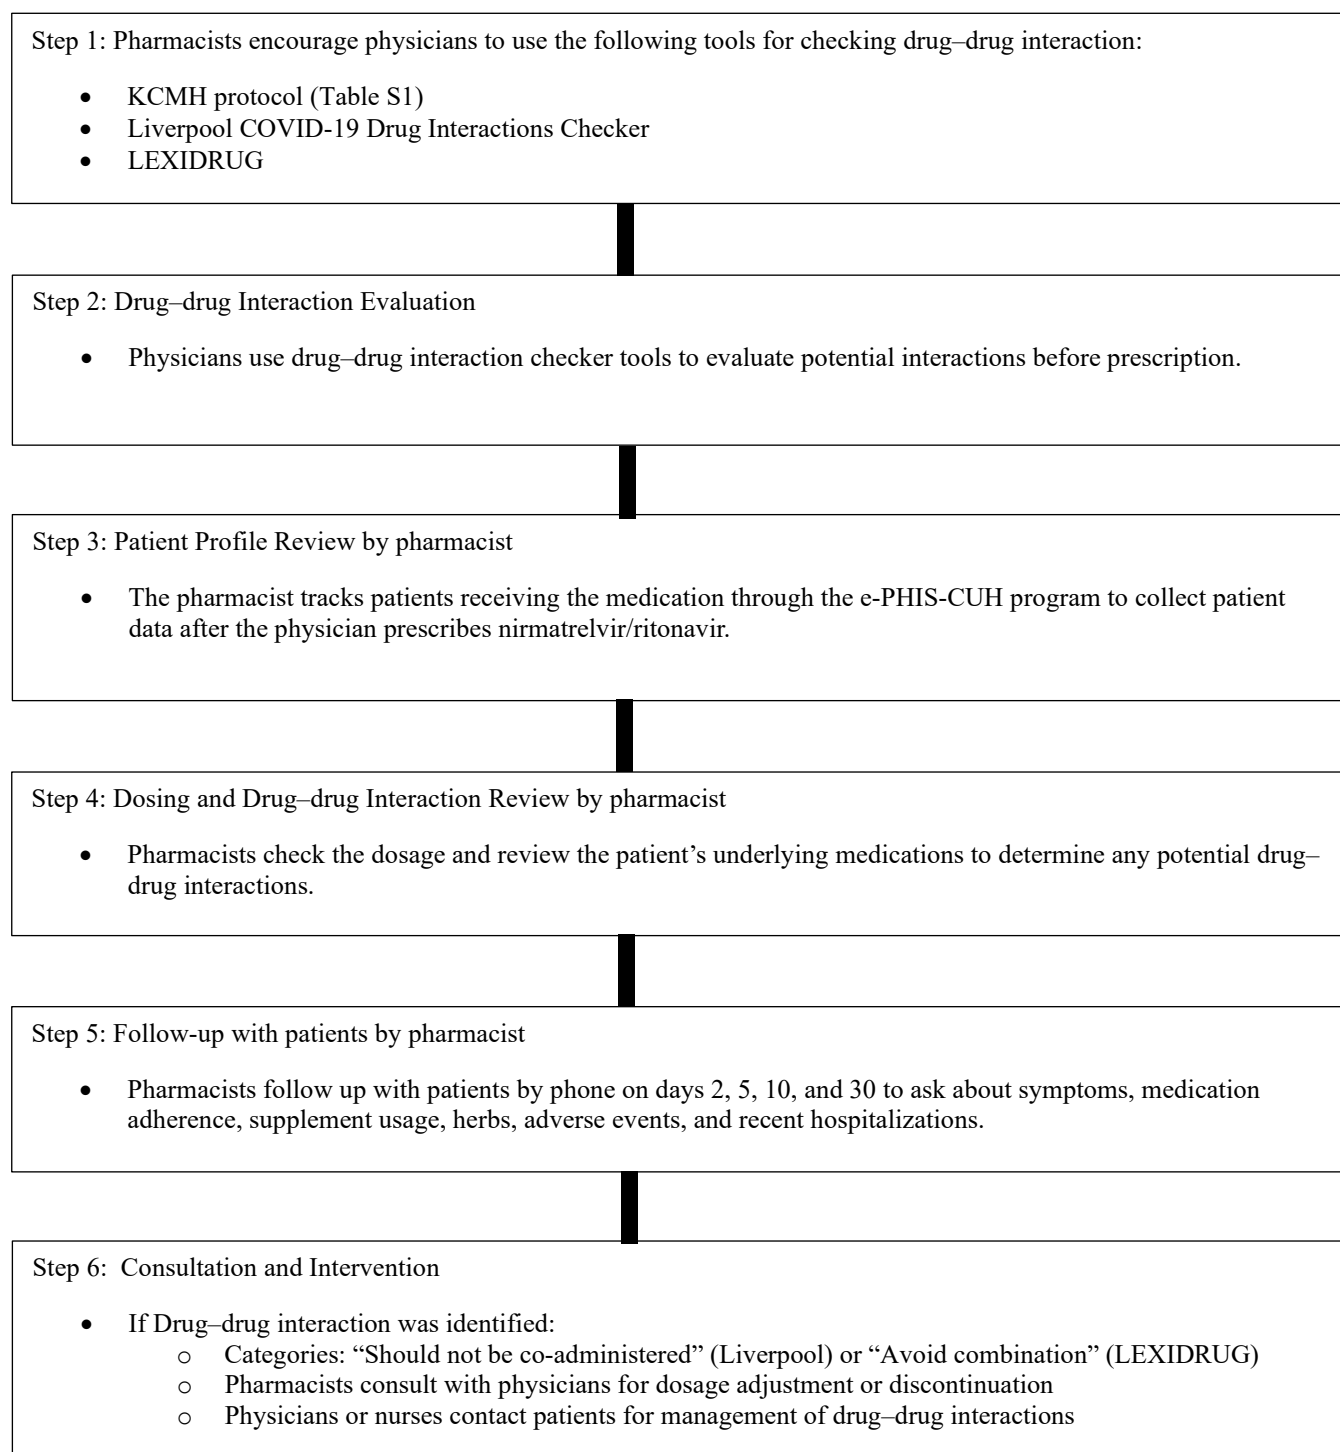 Step 1: Pharmacists encourage physicians to use the following tools for checking drug–drug interaction:
• KCMH protocol (Table S1)
• Liverpool COVID-19 Drug Interactions Checker
• LEXIDRUG
Step 2: Drug–drug Interaction Evaluation
• Physicians use drug–drug interaction checker tools to evaluate potential interactions before prescription.
Step 3: Patient Profile Review by pharmacist
• The pharmacist tracks patients receiving the medication through the e-PHIS-CUH program to collect patient
data after the physician prescribes nirmatrelvir/ritonavir.
Step 4: Dosing and Drug–drug Interaction Review by pharmacist
• Pharmacists check the dosage and review the patient’s underlying medications to determine any potential drug–
drug interactions.
Step 5: Follow-up with patients by pharmacist
• Pharmacists follow up with patients by phone on days 2, 5, 10, and 30 to ask about symptoms, medication
adherence, supplement usage, herbs, adverse events, and recent hospitalizations.
Step 6:  Consultation and Intervention
• If Drug–drug interaction was identified:
o Categories: “Should not be co-administered” (Liverpool) or “Avoid combination” (LEXIDRUG)
o Pharmacists consult with physicians for dosage adjustment or discontinuation
o Physicians or nurses contact patients for management of drug–drug interactions